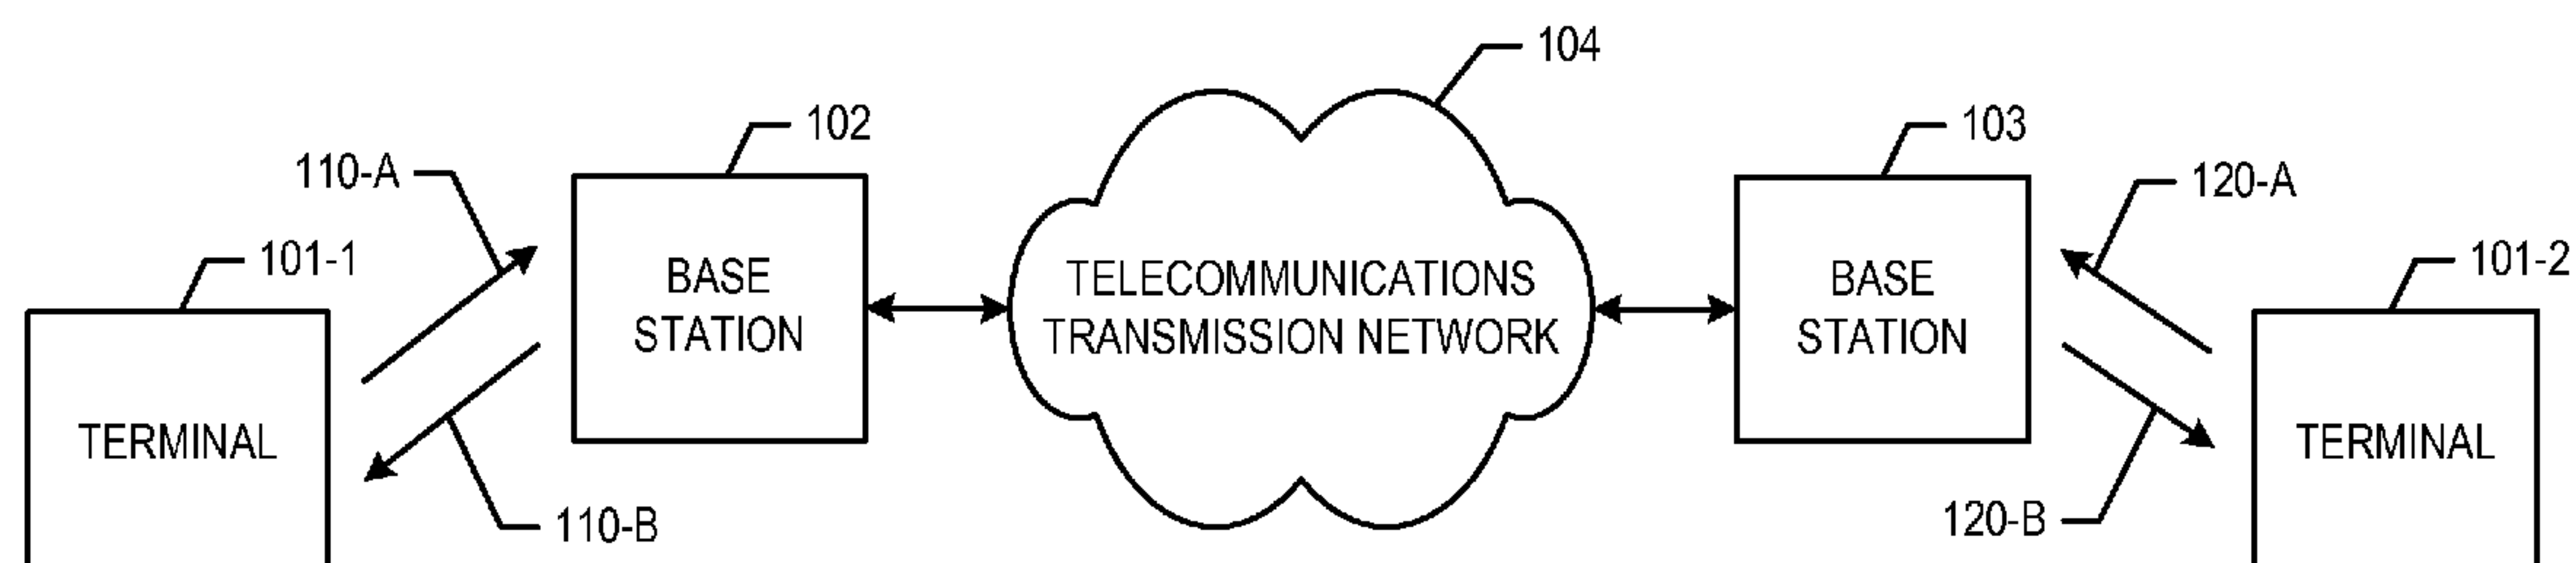 104
102
103
110-A
120-A
101-1
101-2
BASE
STATION
TELECOMMUNICATIONS
TRANSMISSION NETWORK
BASE
STATION
TERMINAL
TERMINAL
110-B
120-B